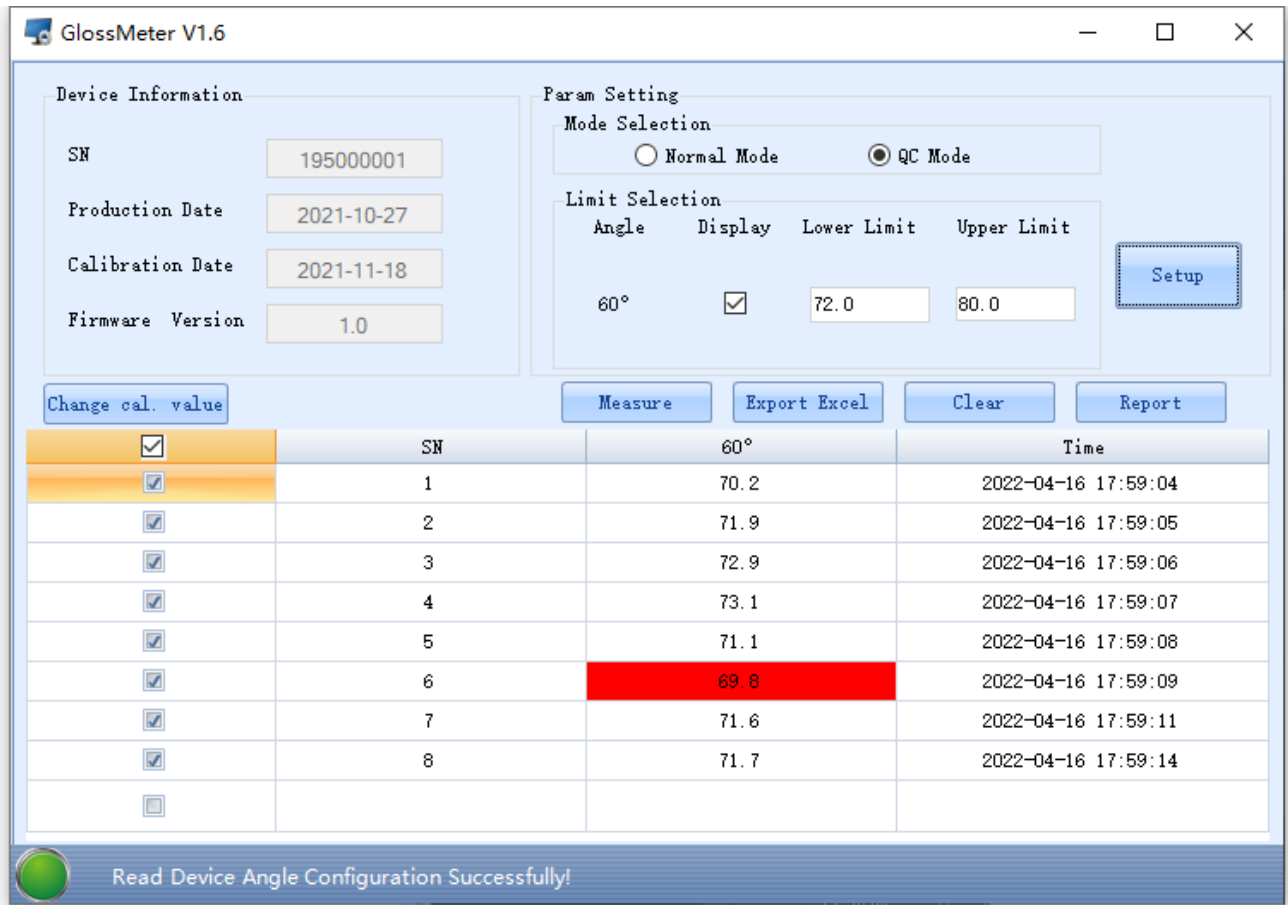 GlossMeter V1.6
Device Information
SN 195000001
Production Date 2021-10-27
Calibration Date 2021-11-18
Firmware Version 1.0
Param Setting
Mode Selection
Normal Mode QC Mode
Limit Selection
Angle Display Lower Limit Upper Limit
60° 72.0 80.0
Setup
Change cal. value Measure Export Excel Clear Report
SN 60° Time
1 70.2 2022-04-16 17:59:04
2 71.9 2022-04-16 17:59:05
3 72.9 2022-04-16 17:59:06
4 73.1 2022-04-16 17:59:07
5 71.1 2022-04-16 17:59:08
6 69.8 2022-04-16 17:59:09
7 71.6 2022-04-16 17:59:11
8 71.7 2022-04-16 17:59:14
Read Device Angle Configuration Successfully!